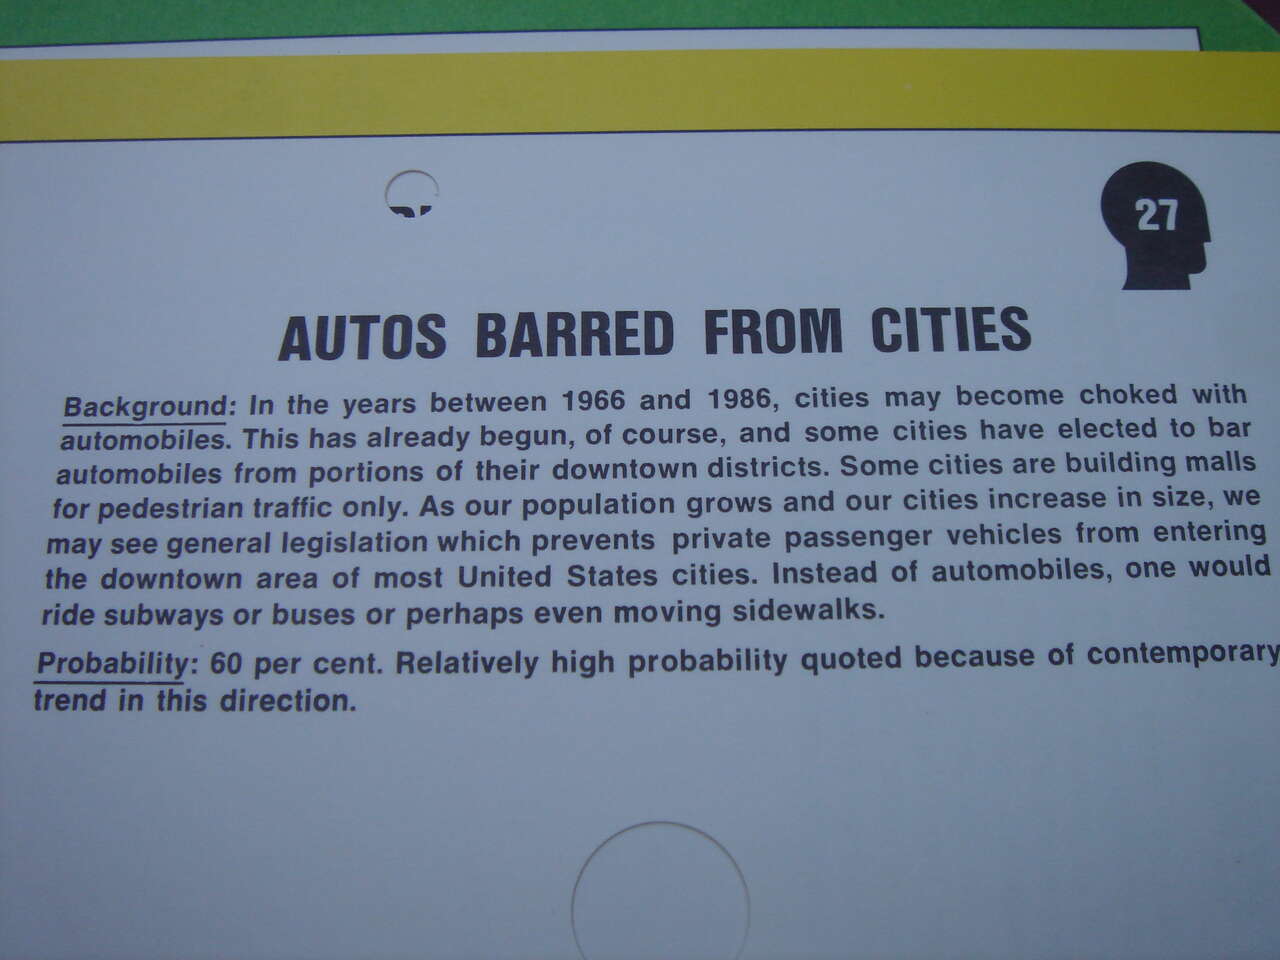 27
AUTOS BARRED FROM CITIES
Background: In the years between 1966 and 1986, cities may become choked with
automobiles. This has already begun, of course, and some cities have elected to bar
automobiles from portions of their downtown districts. Some cities are building malls
for pedestrian traffic only. As our population grows and our cities increase in size, we
may see general legislation which prevents private passenger vehicles from entering
the downtown area of most United States cities. Instead of automobiles, one would
ride subways or buses or perhaps even moving sidewalks.
Probability: 60 per cent. Relatively high probability quoted because of contemporary
trend in this direction.